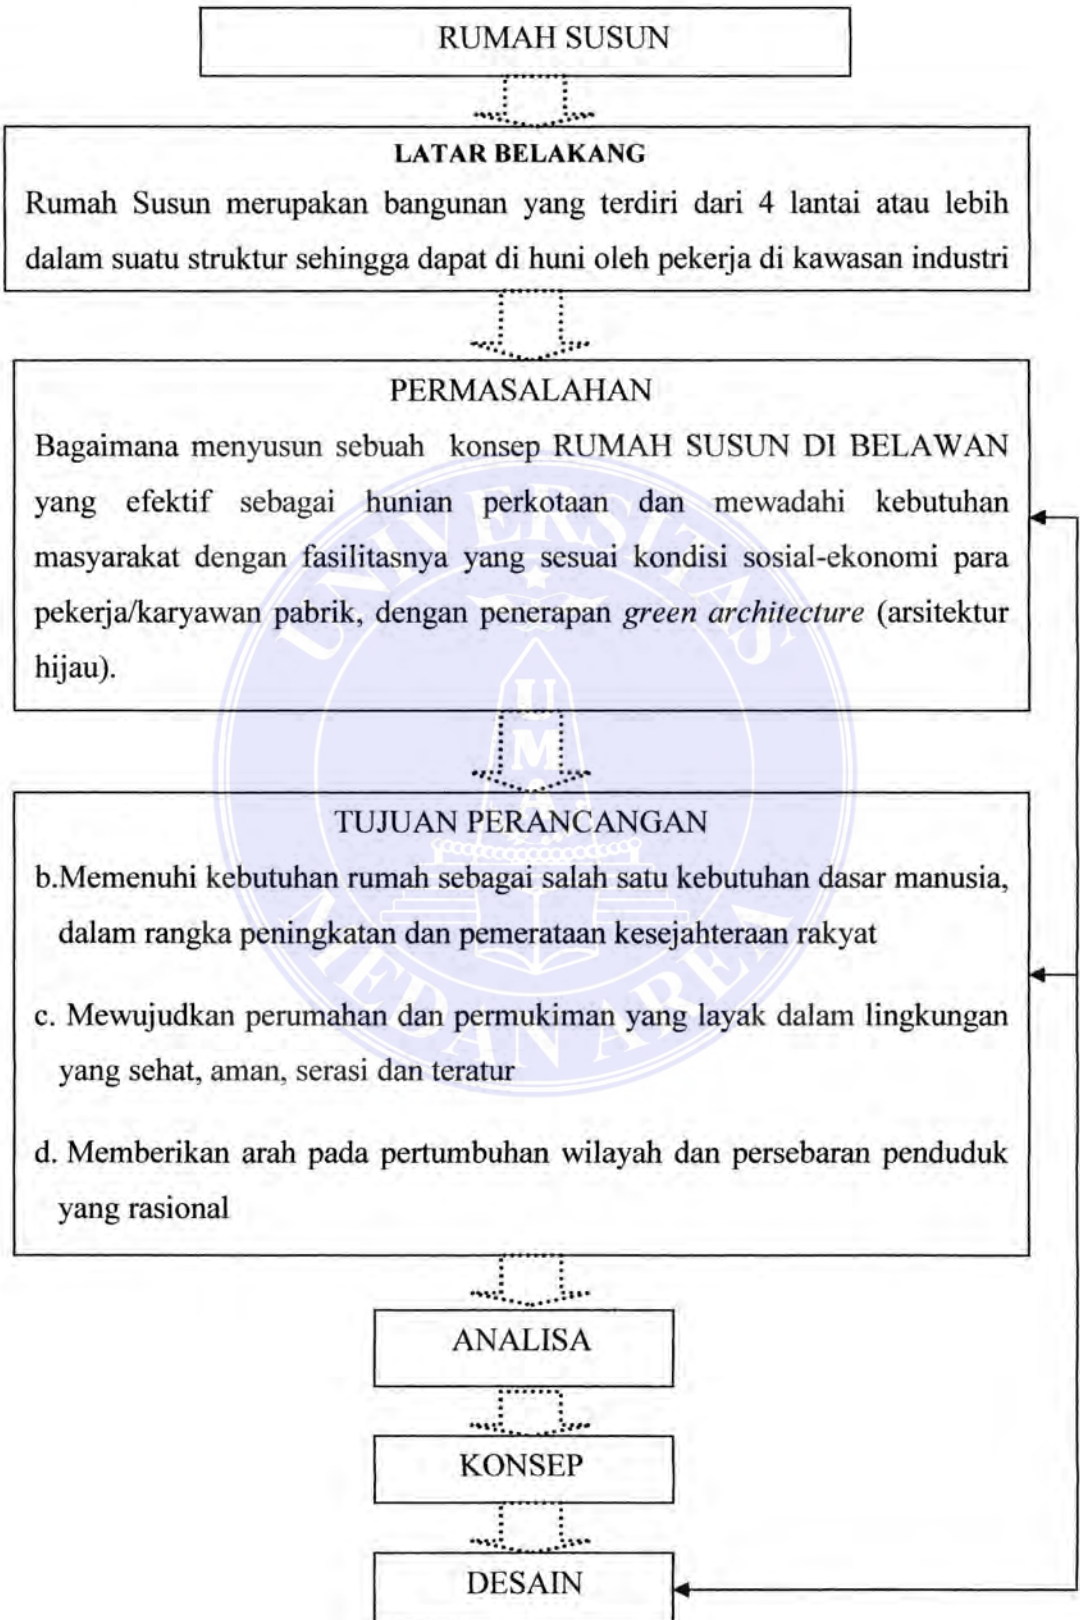 RUMAH SUSUN
LATAR BELAKANG
Rumah Susun merupakan bangunan yang terdiri dari 4 lantai atau lebih
dalam suatu struktur sehingga dapat di huni oleh pekerja di kawasan industri
PERMASALAHAN
Bagaimana menyusun sebuah konsep RUMAH SUSUN DI BELAWAN
yang efektif sebagai hunian perkotaan dan mewadahi kebutuhan
masyarakat dengan fasilitasnya yang sesuai kondisi sosial-ekonomi para
pekerja/karyawan pabrik, dengan penerapan green architecture (arsitektur
hijau).
TUJUAN PERANCANGAN
b.Memenuhi kebutuhan rumah sebagai salah satu kebutuhan dasar manusia,
dalam rangka peningkatan dan pemerataan kesejahteraan rakyat
c. Mewujudkan perumahan dan permukiman yang layak dalam lingkungan
yang sehat, aman, serasi dan teratur
d. Memberikan arah pada pertumbuhan wilayah dan persebaran penduduk
yang rasional
ANALISA
KONSEP
DESAIN
UNIVERSITAS
MEDAN AREA
UMA